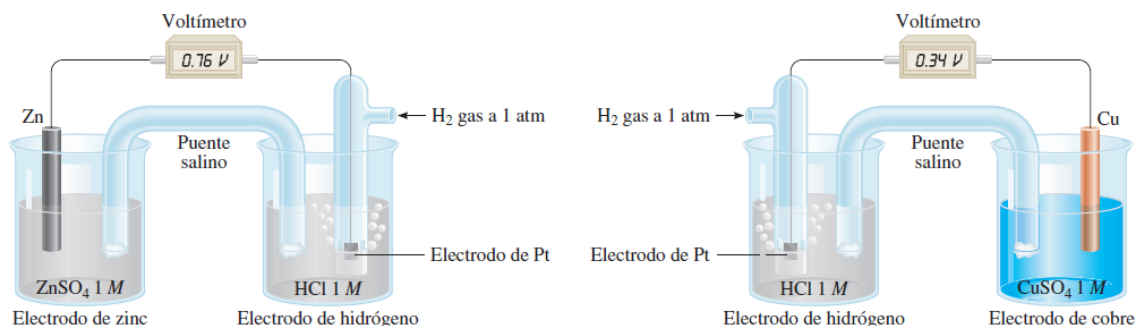 Voltímetro
0.76 V
Zn
H₂ gas a 1 atm
Puente
salino
Electrodo de Pt
ZnSO₄ 1 M
HCl 1 M
Electrodo de zinc
Electrodo de hidrógeno
Voltímetro
0.34 V
H₂ gas a 1 atm
Cu
Puente
salino
Electrodo de Pt
HCl 1 M
CuSO₄ 1 M
Electrodo de hidrógeno
Electrodo de cobre